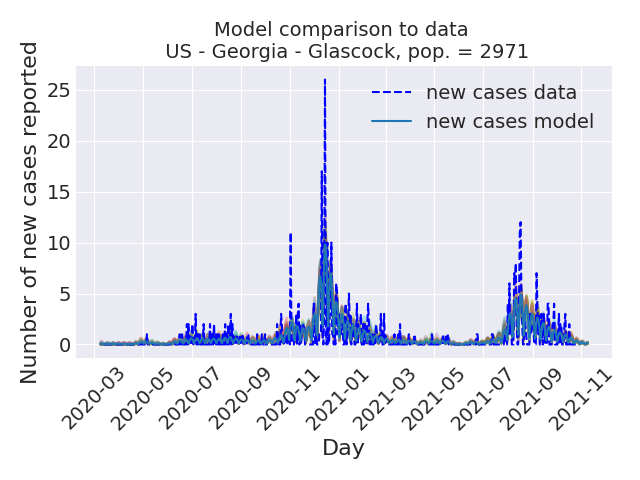 Model comparison to data
US - Georgia - Glascock, pop. = 2971
Number of new cases reported
25
20
15
10
5
0
new cases data
new cases model
2020-03
2020-05
2020-07
2020-09
2020-11
2021-01
2021-03
2021-05
2021-07
2021-09
2021-11
Day